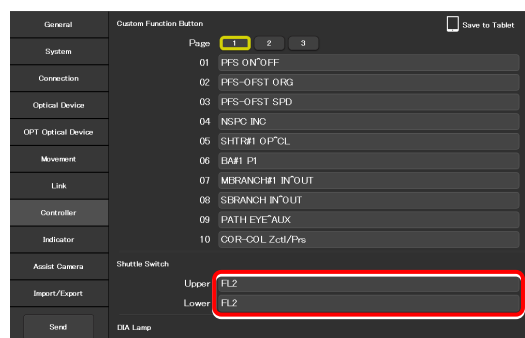 General
System
Connection
Optical Device
OPT Optical Device
Movement
Link
Controller
Indicator
Assist Camera
Import/Export
Send
Custom Function Button
Save to Tablet
Page 1 2 3
01 PFS ON^OFF
02 PFS-OFST ORG
03 PFS-OFST SPD
04 NSPC INC
05 SHTR#1 OP^CL
06 BA#1 P1
07 MBRANCH#1 IN^OUT
08 SBRANCH IN^OUT
09 PATH EYE^AUX
10 COR-COL Zctl/Prs
Shuttle Switch
Upper FL2
Lower FL2
DIA Lamp